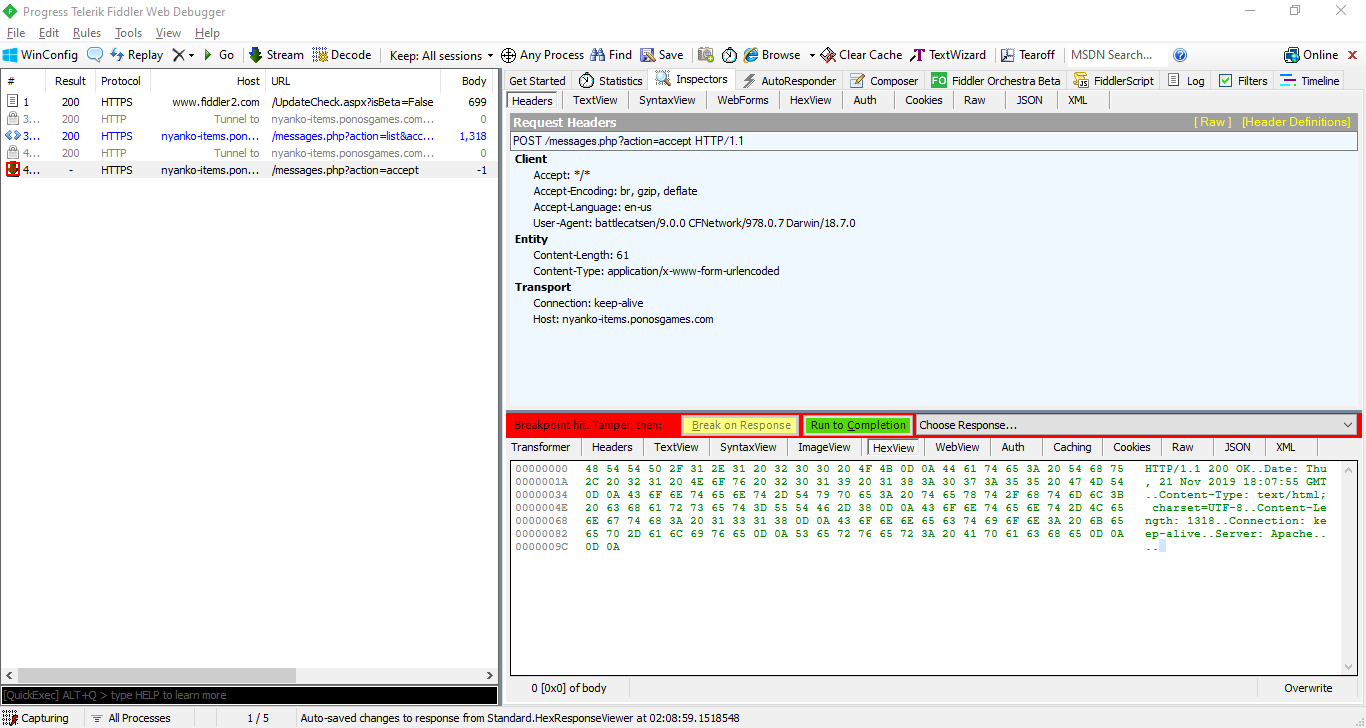 Progress Telerik Fiddler Web Debugger
File Edit Rules Tools View Help
WinConfig Replay Go Stream Decode Keep: All sessions Any Process Find Save Browse Clear Cache TextWizard Tearoff MSDN Search... Online
# Result Protocol Host URL Body
1 200 HTTPS www.fiddler2.com /UpdateCheck.aspx?isBeta=False 699
3... 200 HTTP Tunnel to nyanko-items.ponosgames.com... 0
3... 200 HTTPS nyanko-items.pono... /messages.php?action=list&acc... 1,318
4... 200 HTTP Tunnel to nyanko-items.ponosgames.com... 0
4... - HTTPS nyanko-items.pon... /messages.php?action=accept -1
Get Started Statistics Inspectors AutoResponder Composer FO Fiddler Orchestra Beta FiddlerScript Log Filters Timeline
Headers TextView SyntaxView WebForms HexView Auth Cookies Raw JSON XML
Request Headers [ Raw ] [Header Definitions]
POST /messages.php?action=accept HTTP/1.1
Client
Accept: */*
Accept-Encoding: br, gzip, deflate
Accept-Language: en-us
User-Agent: battlecatsen/9.0.0 CFNetwork/978.0.7 Darwin/18.7.0
Entity
Content-Length: 61
Content-Type: application/x-www-form-urlencoded
Transport
Connection: keep-alive
Host: nyanko-items.ponosgames.com
Breakpoint hit. Tamper, then: Break on Response Run to Completion Choose Response...
Transformer Headers TextView SyntaxView ImageView HexView WebView Auth Caching Cookies Raw JSON XML
00000000 48 54 54 50 2F 31 2E 31 20 32 30 30 20 4F 4B 0D 0A 44 61 74 65 3A 20 54 68 75 HTTP/1.1 200 OK..Date: Thu
0000001A 2C 20 32 31 20 4E 6F 76 20 32 30 31 39 20 31 38 3A 30 37 3A 35 35 20 47 4D 54 , 21 Nov 2019 18:07:55 GMT
00000034 0D 0A 43 6F 6E 74 65 6E 74 2D 54 79 70 65 3A 20 74 65 78 74 2F 68 74 6D 6C 3B ..Content-Type: text/html;
0000004E 20 63 68 61 72 73 65 74 3D 55 54 46 2D 38 0D 0A 43 6F 6E 74 65 6E 74 2D 4C 65 charset=UTF-8..Content-Le
00000068 6E 67 74 68 3A 20 31 33 31 38 0D 0A 43 6F 6E 6E 65 63 74 69 6F 6E 3A 20 6B 65 ngth: 1318..Connection: ke
00000082 65 70 2D 61 6C 69 76 65 0D 0A 53 65 72 76 65 72 3A 20 41 70 61 63 68 65 0D 0A ep-alive..Server: Apache..
0000009C 0D 0A ..
0 [0x0] of body Overwrite
[QuickExec] ALT+Q > type HELP to learn more
Capturing All Processes 1 / 5 Auto-saved changes to response from Standard.HexResponseViewer at 02:08:59.1518548